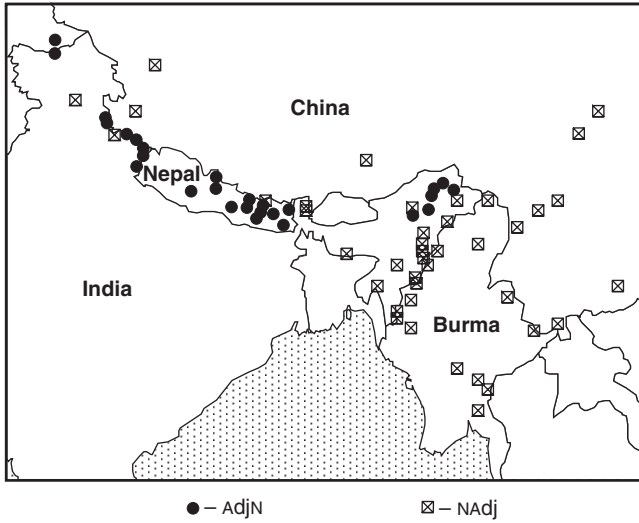 China
Nepal
India
Burma
– AdjN
– NAdj